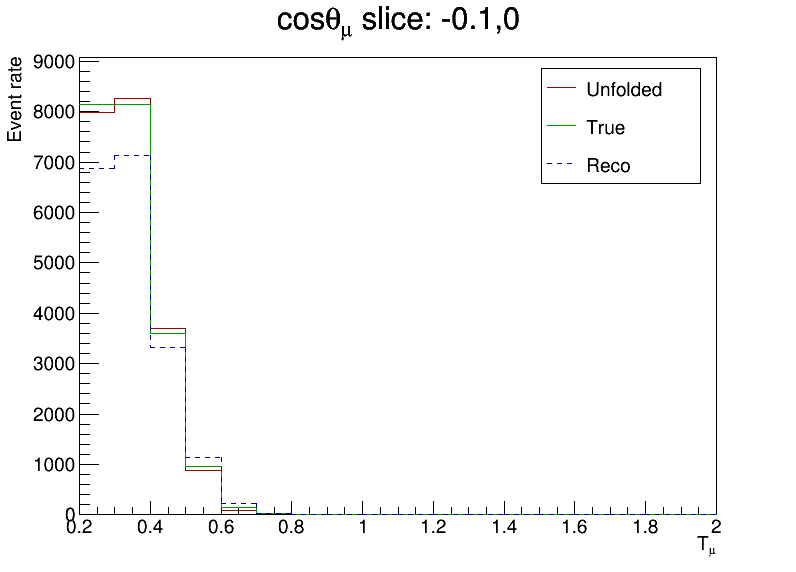 cosθμ slice: -0.1,0
Event rate
9000
8000
7000
6000
5000
4000
3000
2000
1000
0
Unfolded
True
Reco
0.2 0.4 0.6 0.8 1 1.2 1.4 1.6 1.8 2
Tμ